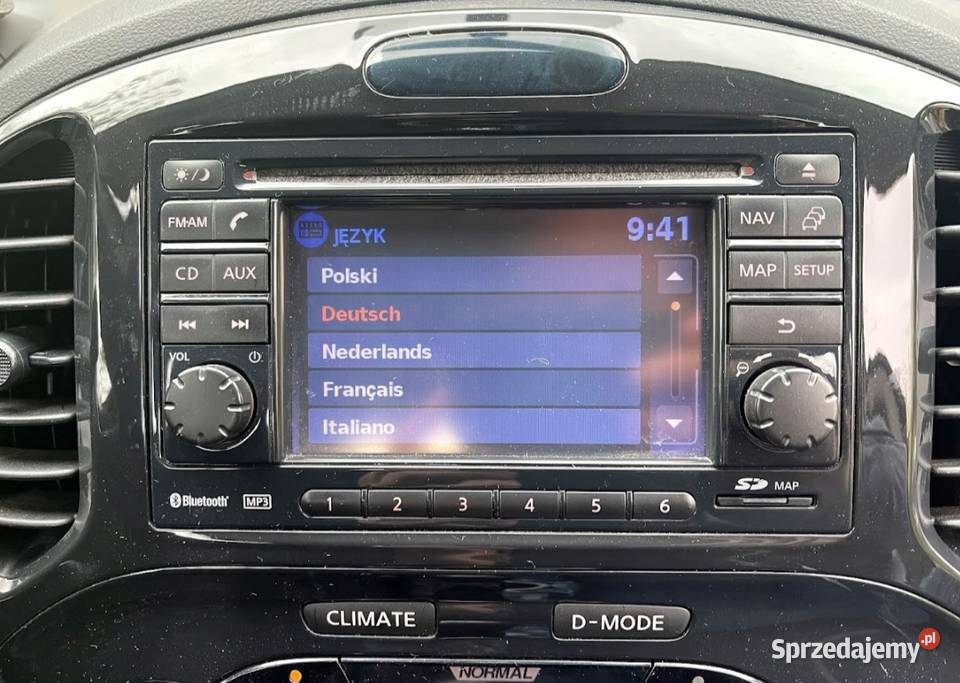 FM·AM
CD AUX
VOL
JĘZYK 9:41
Polski
Deutsch
Nederlands
Français
Italiano
NAV
MAP SETUP
Bluetooth MP3
1 2 3 4 5 6
SD MAP
CLIMATE D-MODE
NORMAL
Sprzedajemy.pl